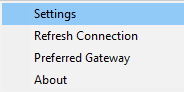 Settings
Refresh Connection
Preferred Gateway
About